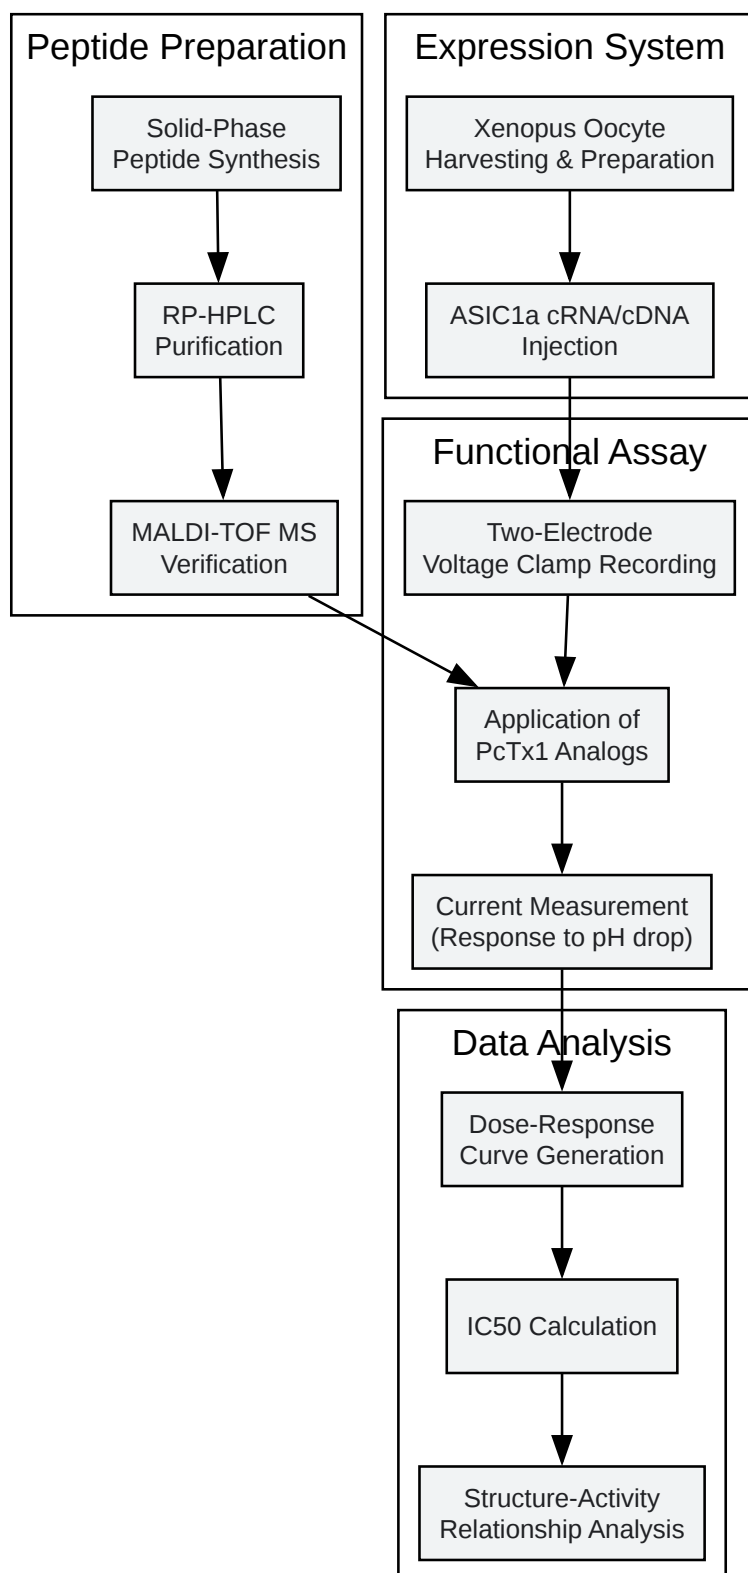 Peptide Preparation
Solid-Phase
Peptide Synthesis
RP-HPLC
Purification
MALDI-TOF MS
Verification
Expression System
Xenopus Oocyte
Harvesting & Preparation
ASIC1a cRNA/cDNA
Injection
Functional Assay
Two-Electrode
Voltage Clamp Recording
Application of
PcTx1 Analogs
Current Measurement
(Response to pH drop)
Data Analysis
Dose-Response
Curve Generation
IC50 Calculation
Structure-Activity
Relationship Analysis